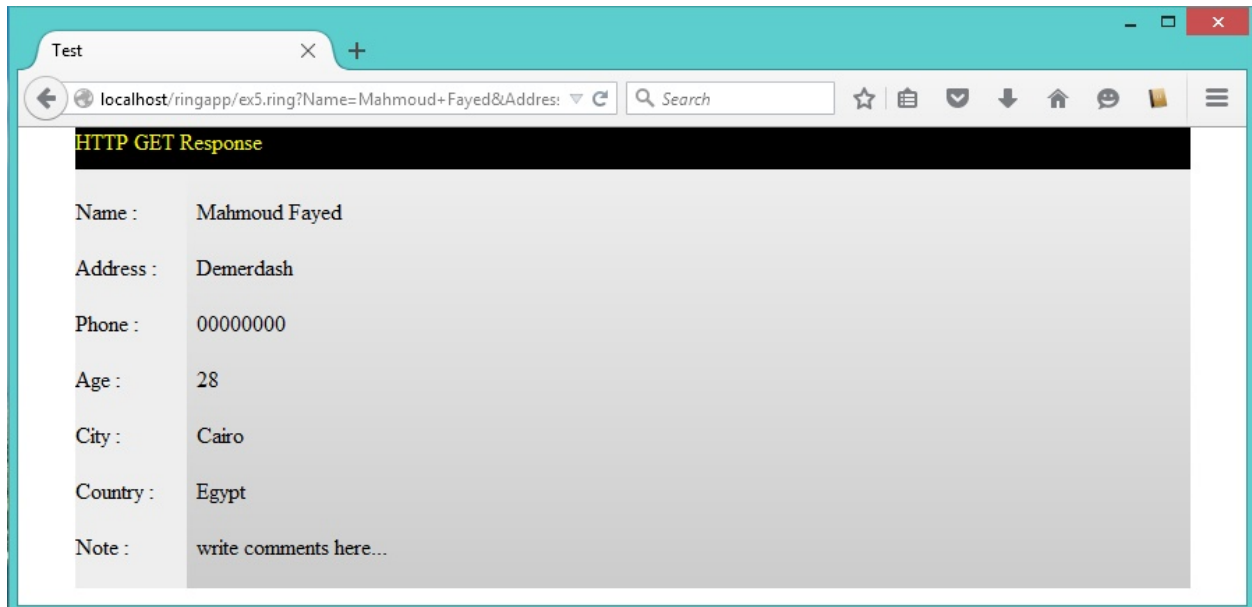 Test
localhost/ringapp/ex5.ring?Name=Mahmoud+Fayed&Addres
Search
HTTP GET Response
Name : Mahmoud Fayed
Address : Demerdash
Phone : 00000000
Age : 28
City : Cairo
Country : Egypt
Note : write comments here...